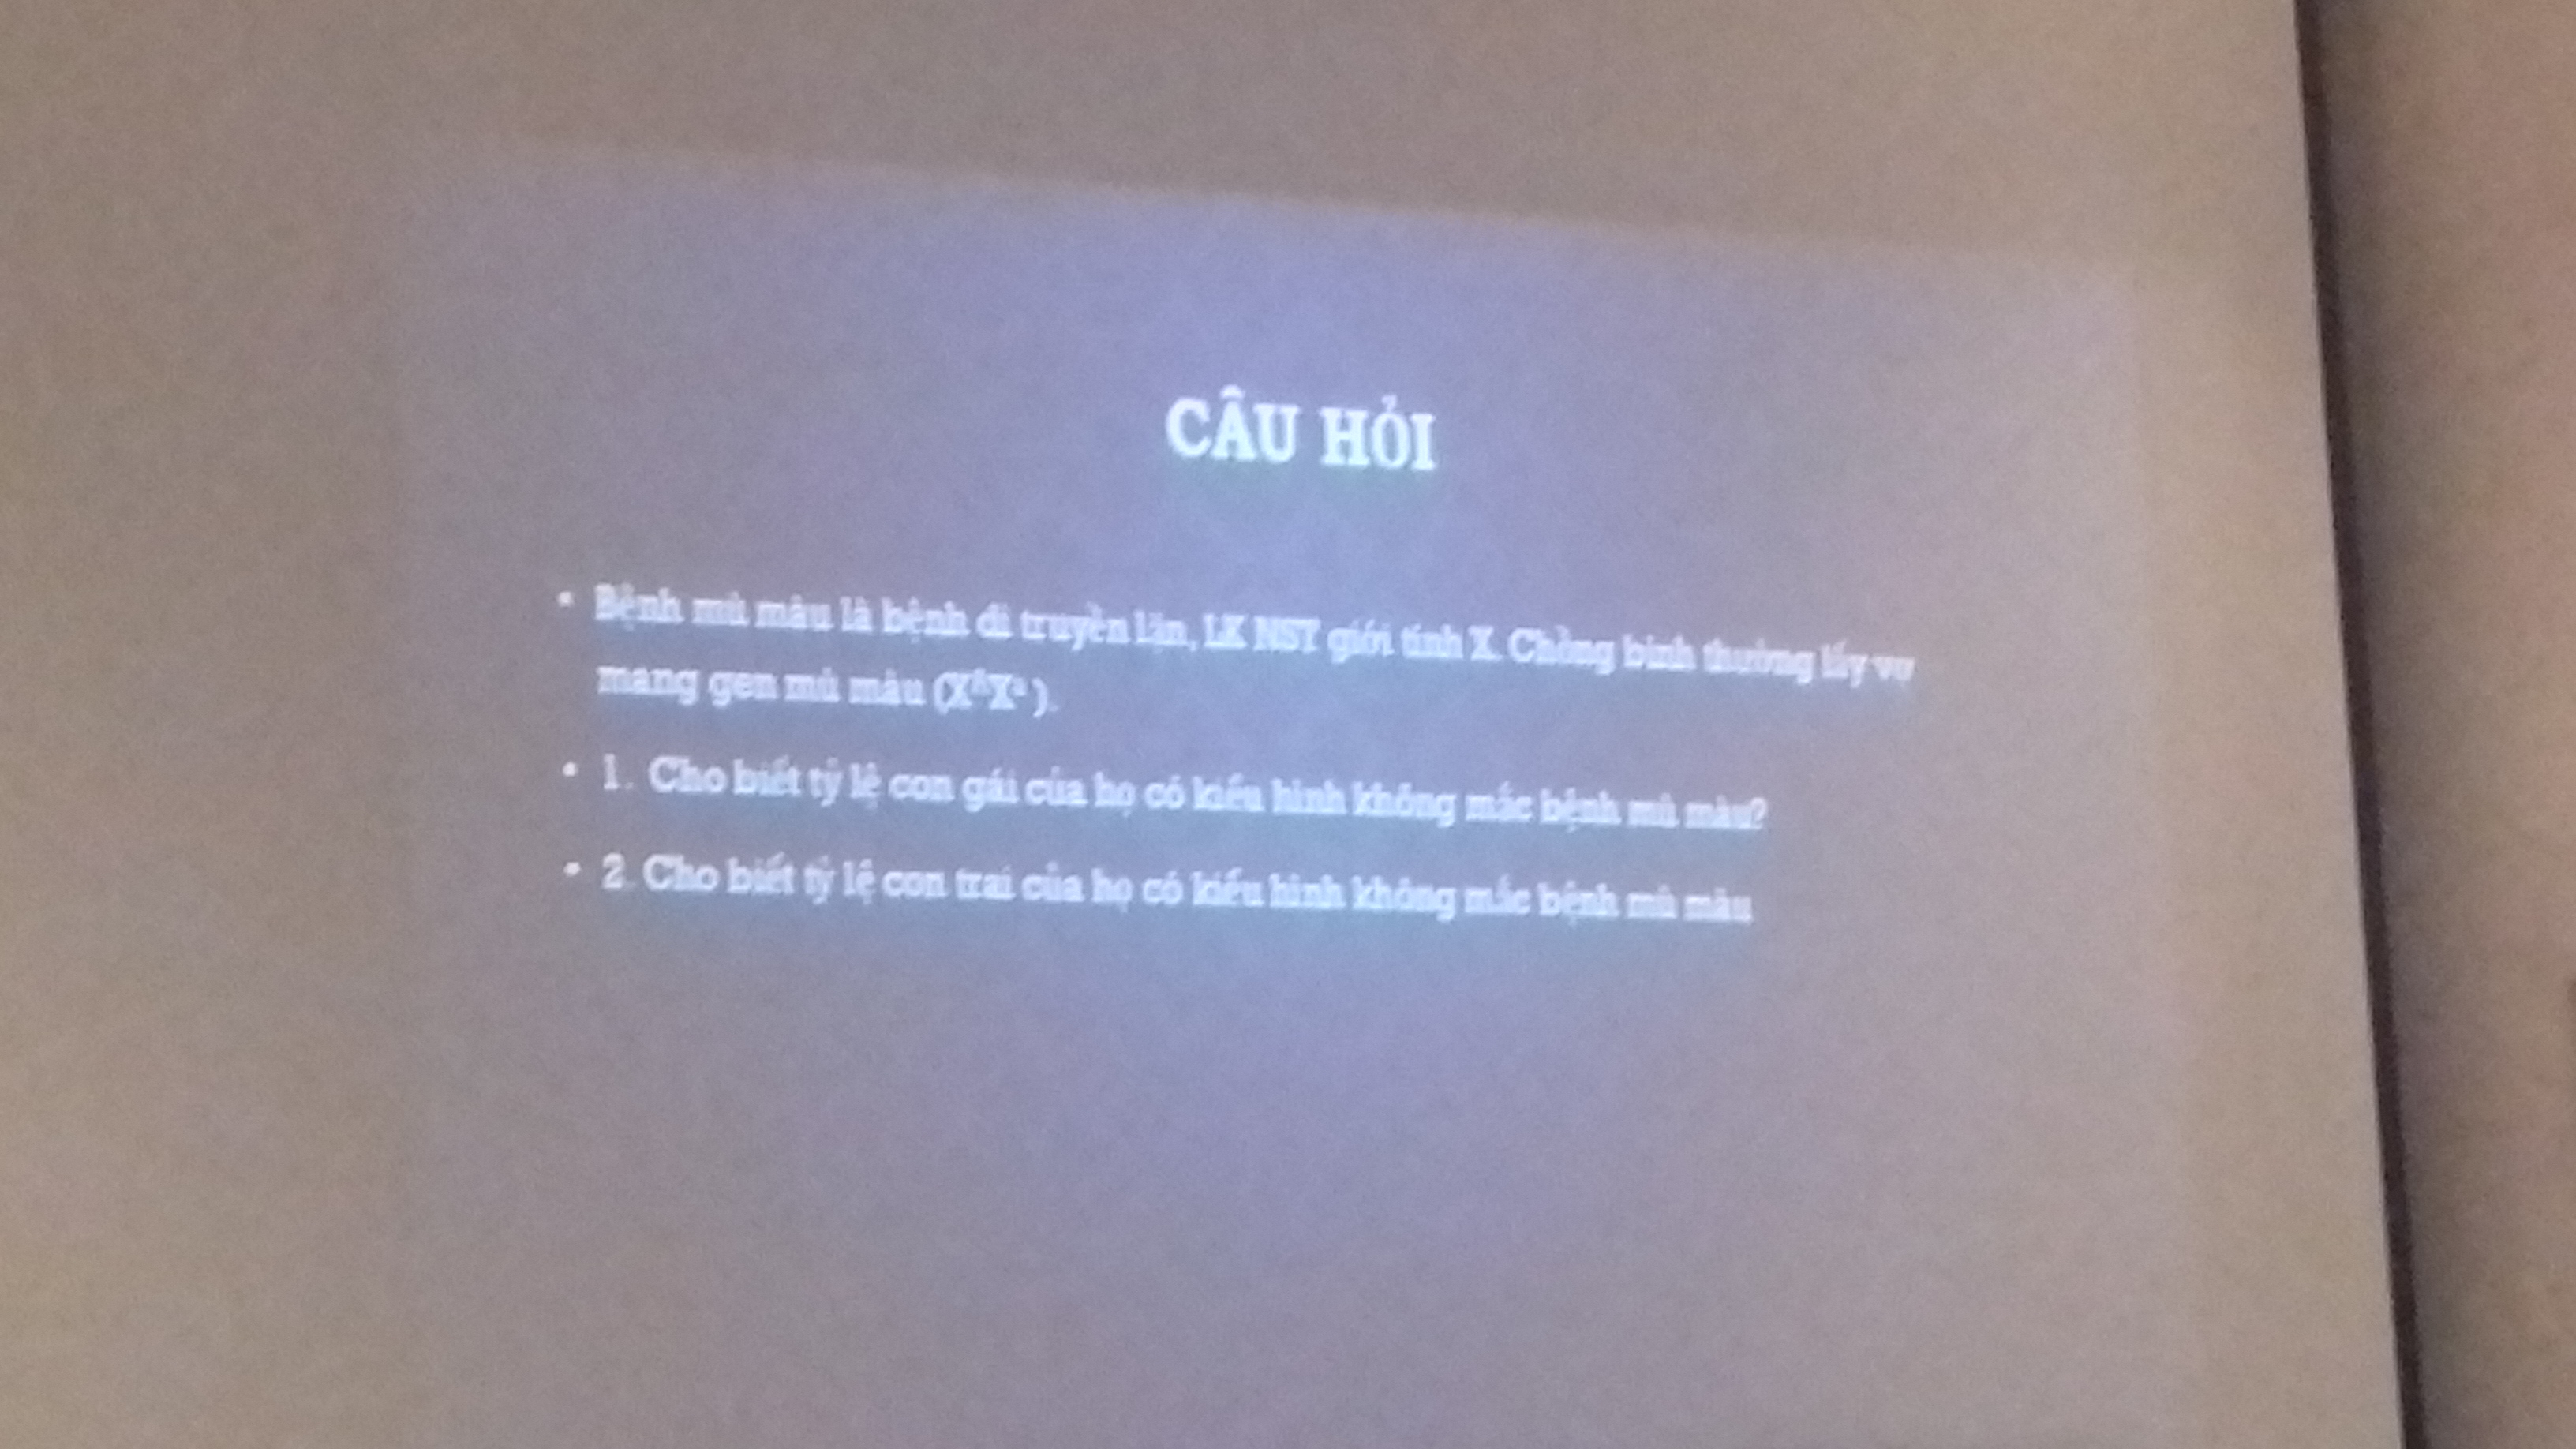 CÂU HỎI
• Bệnh mù màu là bệnh di truyền lặn, LK NST giới tính X. Chồng bình thường lấy vợ
mang gen mù màu (XᴬXᵃ ).
• 1. Cho biết tỷ lệ con gái của họ có kiểu hình không mắc bệnh mù màu?
• 2. Cho biết tỷ lệ con trai của họ có kiểu hình không mắc bệnh mù màu